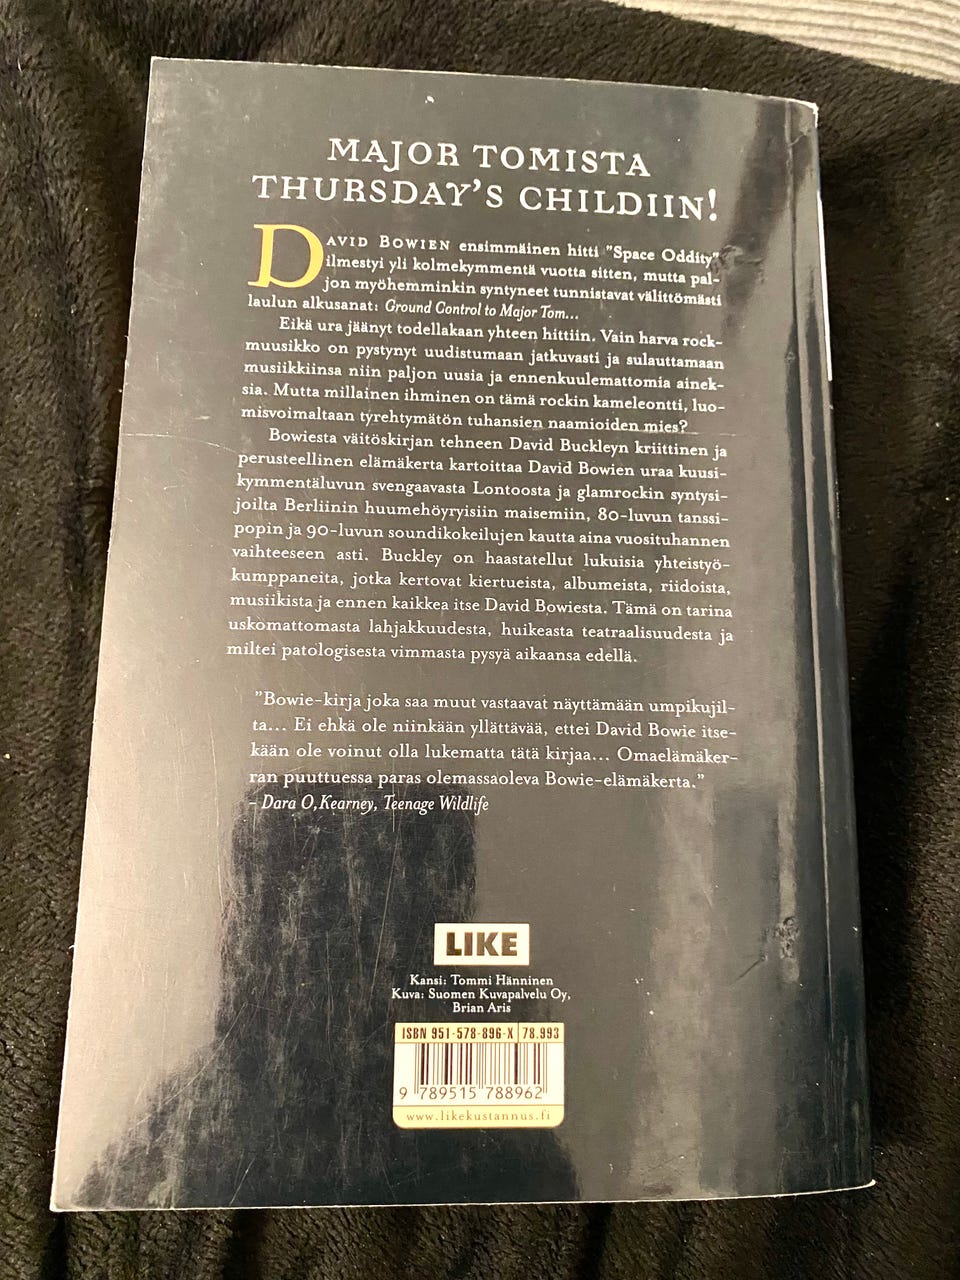 MAJOR TOMISTA
THURSDAY'S CHILDIIN!
DAVID BOWIEN ensimmäinen hitti "Space Oddity"
ilmestyi yli kolmekymmentä vuotta sitten, mutta pal-
jon myöhemminkin syntyneet tunnistavat välittömästi
laulun alkusanat: Ground Control to Major Tom...
Eikä ura jäänyt todellakaan yhteen hittiin. Vain harva rock-
muusikko on pystynyt uudistumaan jatkuvasti ja sulauttamaan
musiikkiinsa niin paljon uusia ja ennenkuulemattomia ainek-
sia. Mutta millainen ihminen on tämä rockin kameleontti, luo-
misvoimaltaan tyrehtymätön tuhansien naamioiden mies?
Bowiesta väitöskirjan tehneen David Buckleyn kriittinen ja
perusteellinen elämäkerta kartoittaa David Bowien uraa kuusi-
kymmentäluvun svengaavasta Lontoosta ja glamrockin syntysi-
joilta Berliinin huumehöyryisiin maisemiin, 80-luvun tanssi-
popin ja 90-luvun soundikokeilujen kautta aina vuosituhannen
vaihteeseen asti. Buckley on haastatellut lukuisia yhteistyö-
kumppaneita, jotka kertovat kiertueista, albumeista, riidoista,
musiikista ja ennen kaikkea itse David Bowiesta. Tämä on tarina
uskomattomasta lahjakkuudesta, huikeasta teatraalisuudesta ja
miltei patologisesta vimmasta pysyä aikaansa edellä.
"Bowie-kirja joka saa muut vastaavat näyttämään umpikujil-
ta... Ei ehkä ole niinkään yllättävää, ettei David Bowie itse-
kään ole voinut olla lukematta tätä kirjaa... Omaelämäker-
ran puuttuessa paras olemassaoleva Bowie-elämäkerta."
- Dara O,Kearney, Teenage Wildlife
LIKE
Kansi: Tommi Hänninen
Kuva: Suomen Kuvapalvelu Oy,
Brian Aris
ISBN 951-578-896-X 78.993
9 789515 788962
www.likekustannus.fi